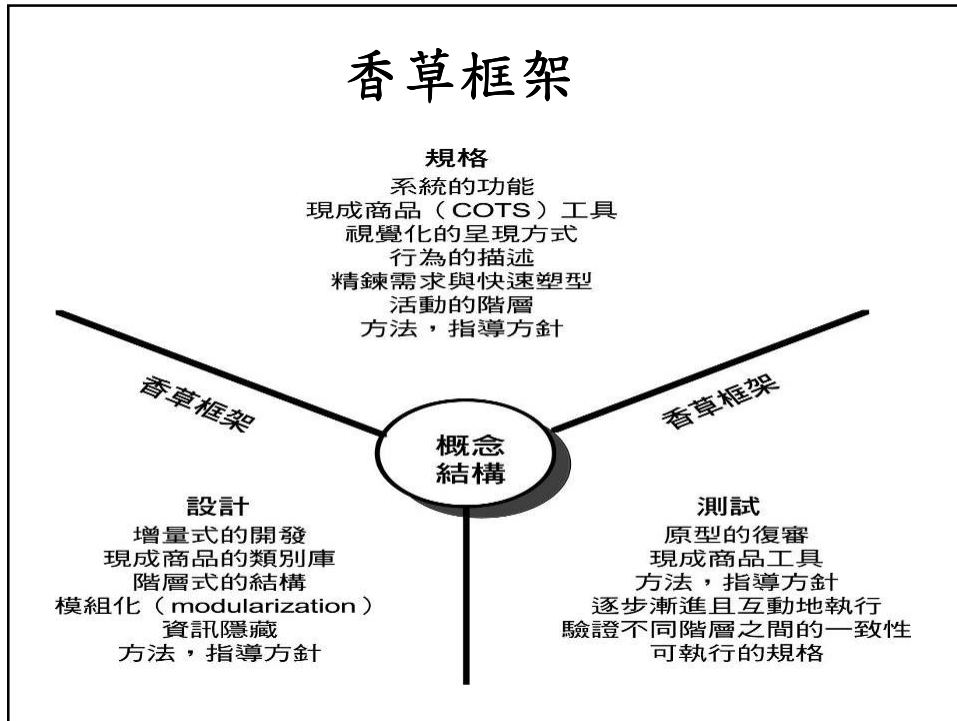 香草框架
規格
系統的功能
現成商品（COTS）工具
視覺化的呈現方式
行為的描述
精鍊需求與快速塑型
活動的階層
方法，指導方針
香草框架
香草框架
概念
結構
設計
增量式的開發
現成商品的類別庫
階層式的結構
模組化（modularization）
資訊隱藏
方法，指導方針
測試
原型的復審
現成商品工具
方法，指導方針
逐步漸進且互動地執行
驗證不同階層之間的一致性
可執行的規格